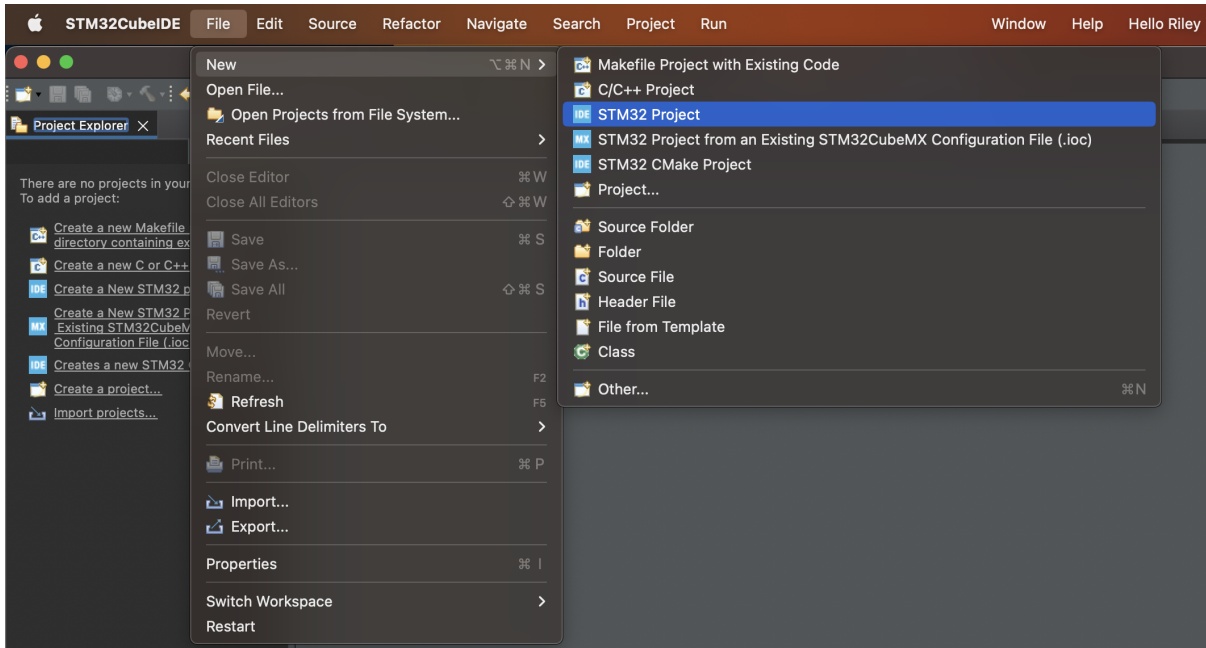 STM32CubeIDE File Edit Source Refactor Navigate Search Project Run Window Help Hello Riley
New ⌥⌘N >
Open File...
Open Projects from File System...
Recent Files >
Close Editor ⌘W
Close All Editors ⇧⌘W
Save ⌘S
Save As...
Save All ⇧⌘S
Revert
Move...
Rename... F2
Refresh F5
Convert Line Delimiters To >
Print... ⌘P
Import...
Export...
Properties ⌘I
Switch Workspace >
Restart
Makefile Project with Existing Code
C/C++ Project
IDE STM32 Project
MX STM32 Project from an Existing STM32CubeMX Configuration File (.ioc)
IDE STM32 CMake Project
Project...
Source Folder
Folder
Source File
Header File
File from Template
Class
Other... ⌘N
Project Explorer
There are no projects in your
To add a project:
Create a new Makefile
directory containing ex
Create a new C or C++
IDE Create a New STM32 p
Create a New STM32 P
MX Existing STM32CubeM
Configuration File (.ioc
IDE Creates a new STM32
Create a project...
Import projects...